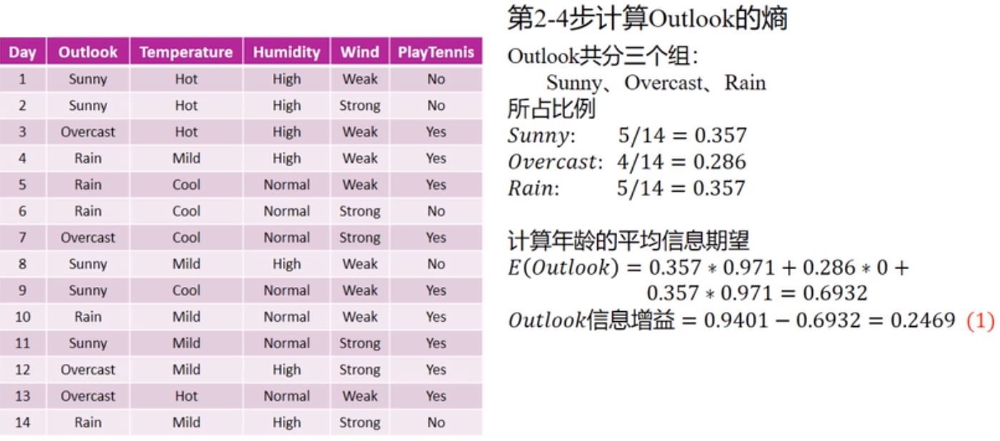 Day Outlook Temperature Humidity Wind PlayTennis
1 Sunny Hot High Weak No
2 Sunny Hot High Strong No
3 Overcast Hot High Weak Yes
4 Rain Mild High Weak Yes
5 Rain Cool Normal Weak Yes
6 Rain Cool Normal Strong No
7 Overcast Cool Normal Strong Yes
8 Sunny Mild High Weak No
9 Sunny Cool Normal Weak Yes
10 Rain Mild Normal Weak Yes
11 Sunny Mild Normal Strong Yes
12 Overcast Mild High Strong Yes
13 Overcast Hot Normal Weak Yes
14 Rain Mild High Strong No
第2-4步计算Outlook的熵
Outlook共分三个组：
Sunny、Overcast、Rain
所占比例
Sunny: 5/14 = 0.357
Overcast: 4/14 = 0.286
Rain: 5/14 = 0.357
计算年龄的平均信息期望
E(Outlook) = 0.357 ∗ 0.971 + 0.286 ∗ 0 +
0.357 ∗ 0.971 = 0.6932
Outlook信息增益 = 0.9401 − 0.6932 = 0.2469 (1)